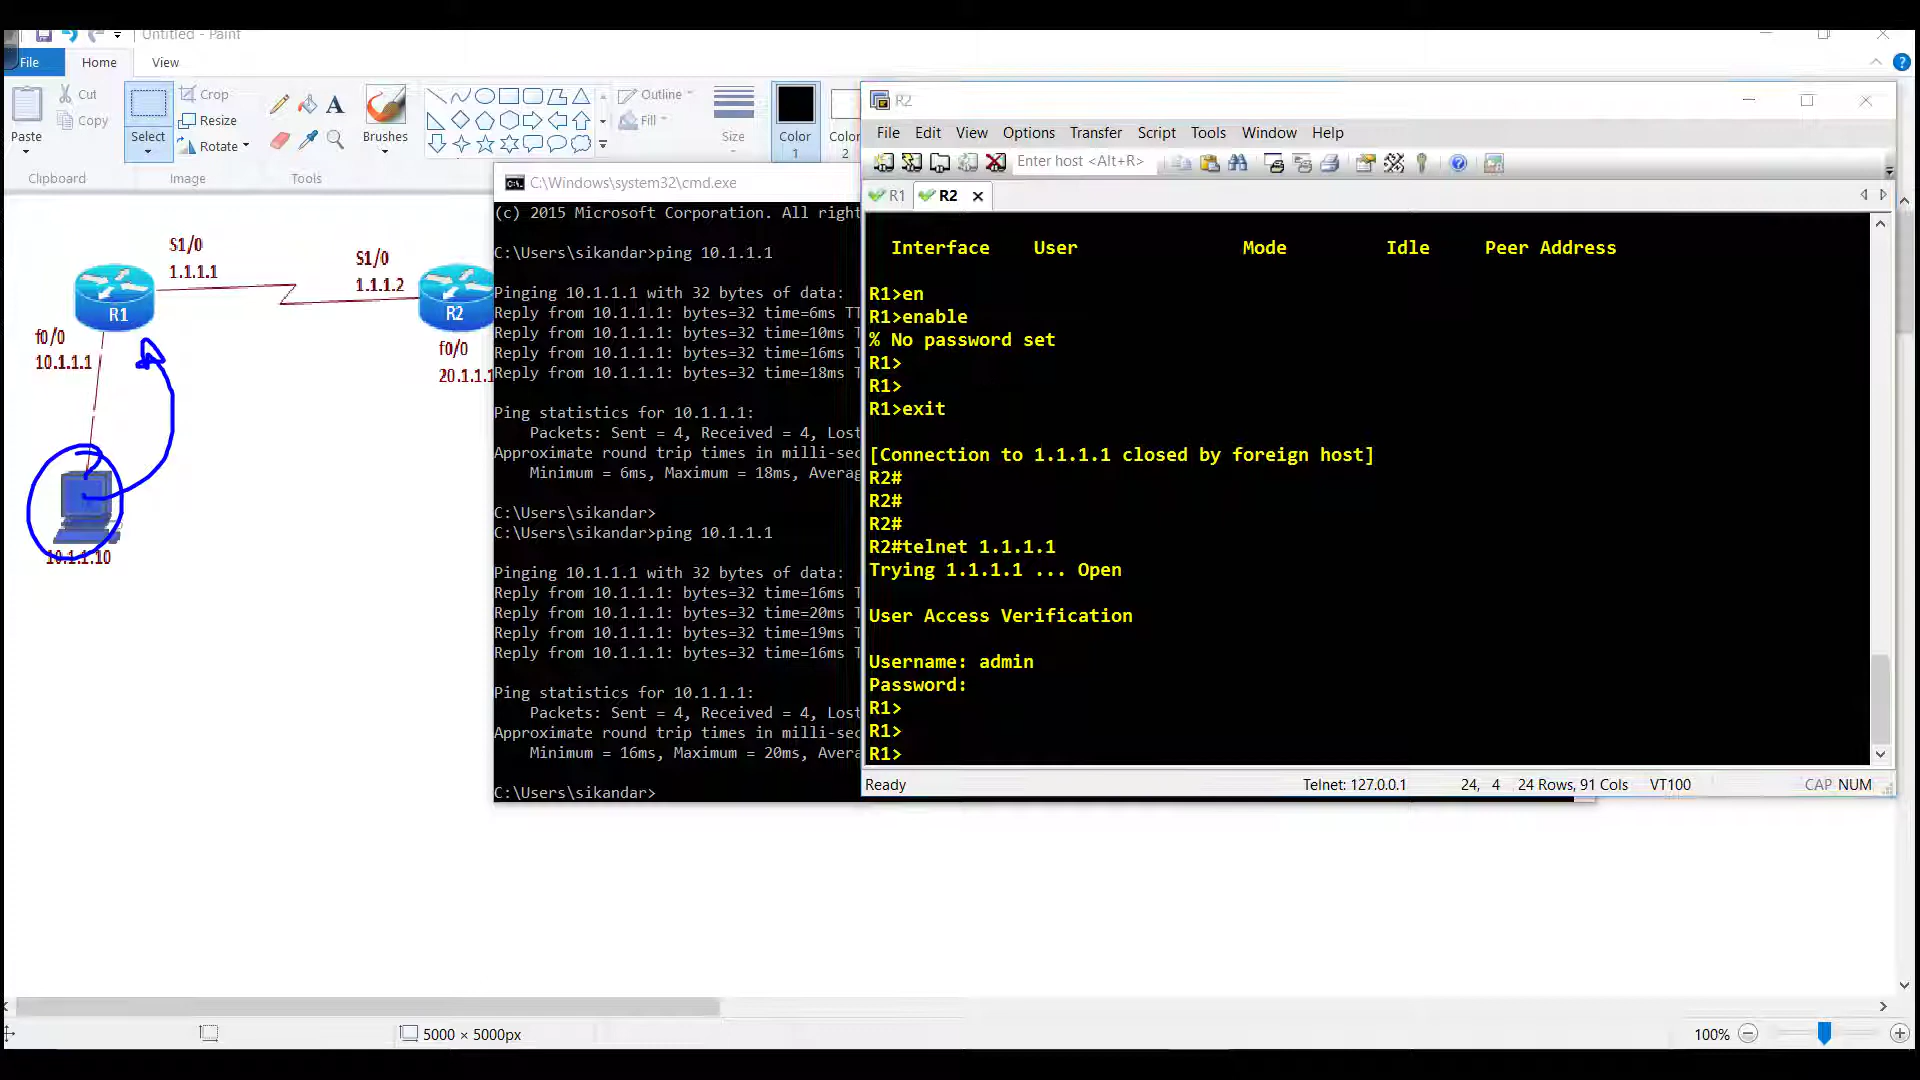 Untitled - Paint
File Home View
Paste
Cut
Copy
Clipboard
Select
Crop
Resize
Rotate
Image
Tools
Brushes
Outline
Fill
Size
Color 1
Color 2
S1/0
1.1.1.1
S1/0
1.1.1.2
R1
R2
f0/0
10.1.1.1
f0/0
20.1.1.1
10.1.1.10
C:\Windows\system32\cmd.exe
(c) 2015 Microsoft Corporation. All right
C:\Users\sikandar>ping 10.1.1.1
Pinging 10.1.1.1 with 32 bytes of data:
Reply from 10.1.1.1: bytes=32 time=6ms TT
Reply from 10.1.1.1: bytes=32 time=10ms T
Reply from 10.1.1.1: bytes=32 time=16ms T
Reply from 10.1.1.1: bytes=32 time=18ms T
Ping statistics for 10.1.1.1:
Packets: Sent = 4, Received = 4, Lost
Approximate round trip times in milli-sec
Minimum = 6ms, Maximum = 18ms, Averag
C:\Users\sikandar>
C:\Users\sikandar>ping 10.1.1.1
Pinging 10.1.1.1 with 32 bytes of data:
Reply from 10.1.1.1: bytes=32 time=16ms T
Reply from 10.1.1.1: bytes=32 time=20ms T
Reply from 10.1.1.1: bytes=32 time=19ms T
Reply from 10.1.1.1: bytes=32 time=16ms T
Ping statistics for 10.1.1.1:
Packets: Sent = 4, Received = 4, Lost
Approximate round trip times in milli-sec
Minimum = 16ms, Maximum = 20ms, Avera
C:\Users\sikandar>
R2
File Edit View Options Transfer Script Tools Window Help
Enter host <Alt+R>
R1 R2
Interface User Mode Idle Peer Address
R1>en
R1>enable
% No password set
R1>
R1>
R1>exit
[Connection to 1.1.1.1 closed by foreign host]
R2#
R2#
R2#
R2#telnet 1.1.1.1
Trying 1.1.1.1 ... Open
User Access Verification
Username: admin
Password:
R1>
R1>
R1>
Ready Telnet: 127.0.0.1 24, 4 24 Rows, 91 Cols VT100 CAP NUM
5000 × 5000px 100%